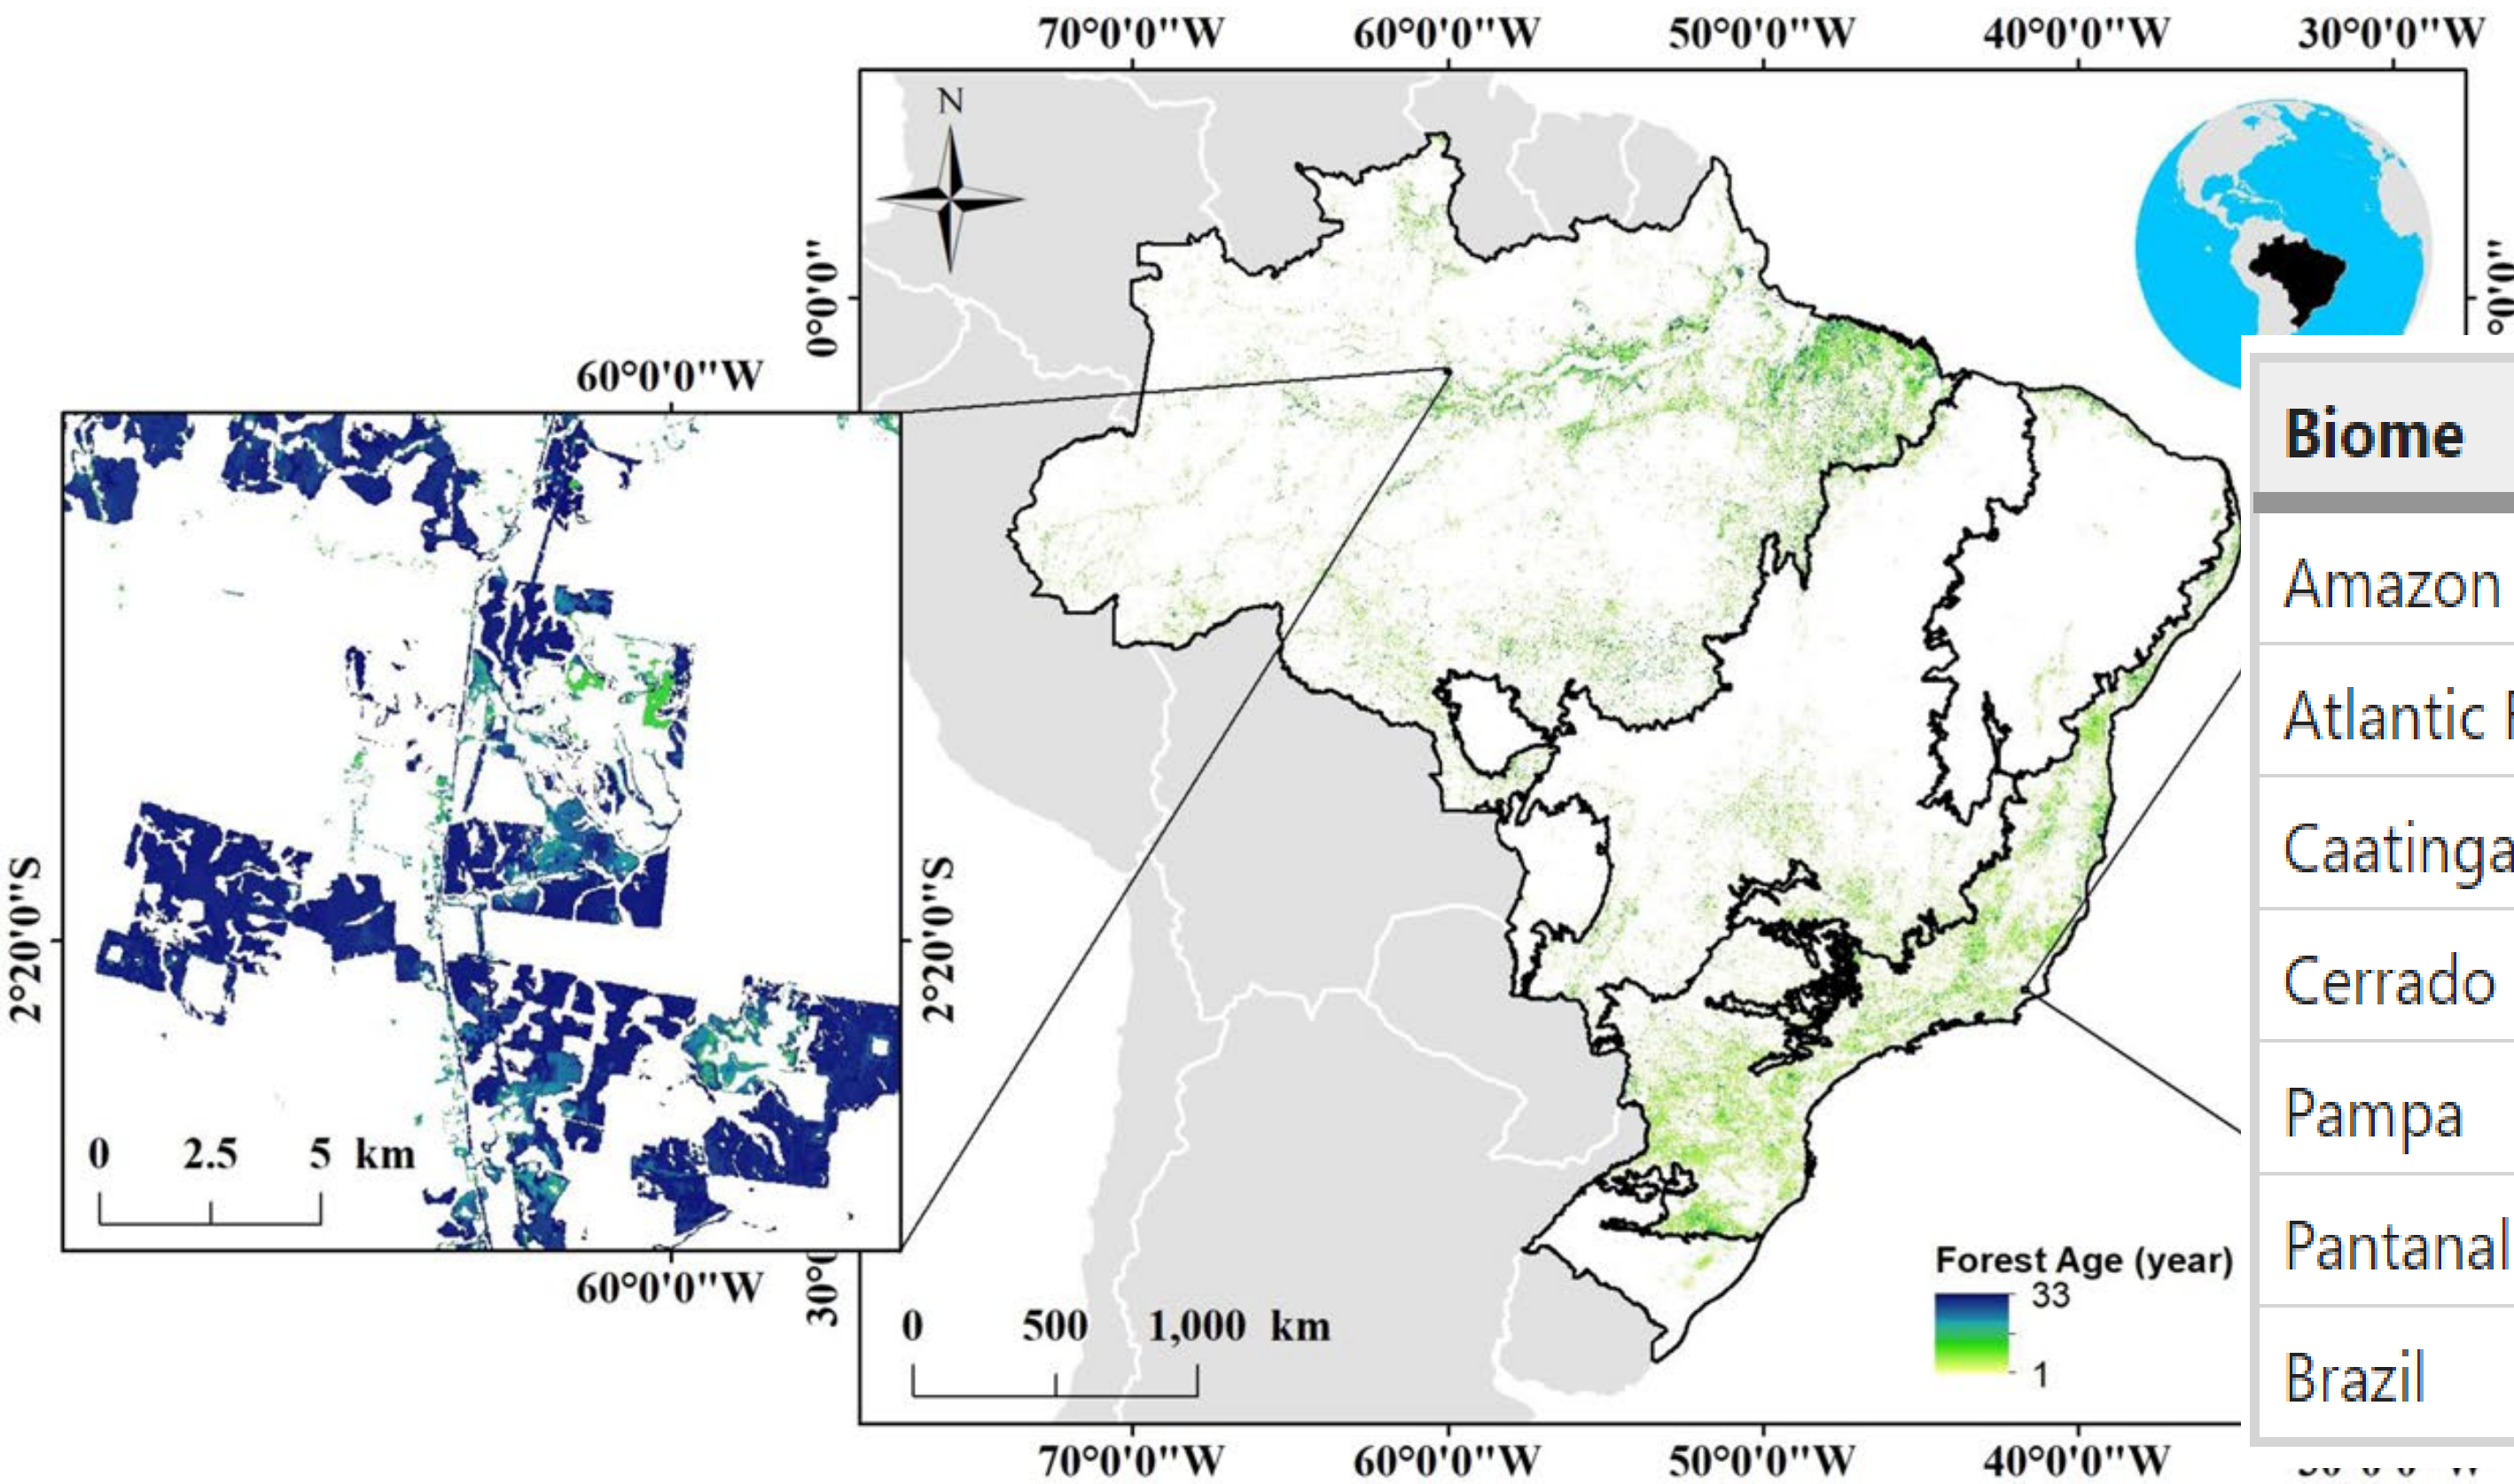 70°0'0"W 60°0'0"W 50°0'0"W 40°0'0"W 30°0'0"W
N
0°0'0"
60°0'0"W
2°20'0"S
2°20'0"S
0 2.5 5 km
60°0'0"W
0 500 1,000 km
Forest Age (year)
33
1
70°0'0"W 60°0'0"W 50°0'0"W 40°0'0"W
Biome
Amazon
Atlantic
Caatinga
Cerrado
Pampa
Pantanal
Brazil